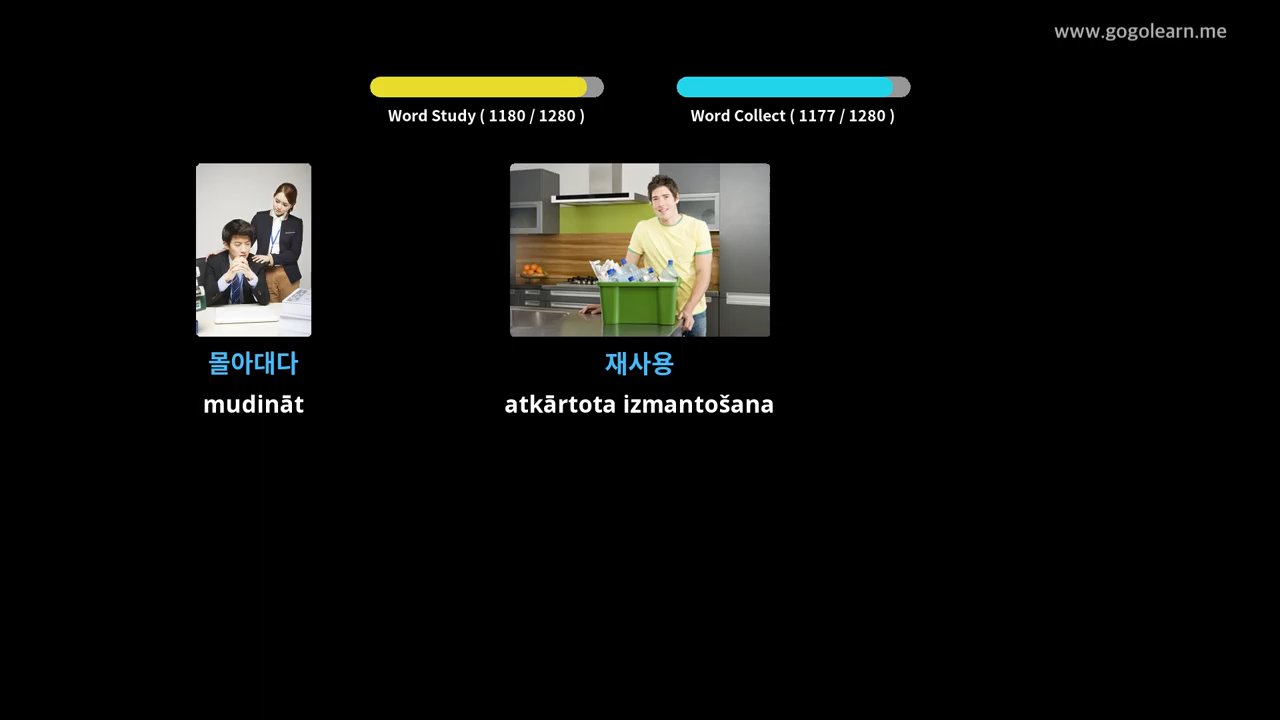 www.gogolearn.me
Word Study ( 1180 / 1280 )
Word Collect ( 1177 / 1280 )
몰아대다
mudināt
재사용
atkārtota izmantošana